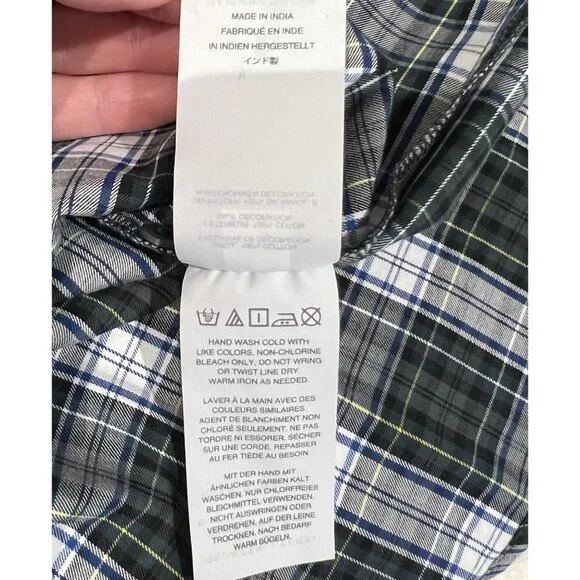 MADE IN INDIA
FABRIQUÉ EN INDE
IN INDIEN HERGESTELLT
インド製
HAND WASH COLD WITH
LIKE COLORS. NON-CHLORINE
BLEACH ONLY. DO NOT WRING
OR TWIST.LINE DRY.
WARM IRON AS NEEDED.
LAVER À LA MAIN AVEC DES
COULEURS SIMILAIRES.
AGENT DE BLANCHIMENT NON
CHLORÉ SEULEMENT. NE PAS
TORDRE NI ESSORER, SÉCHER
SUR UNE CORDE. REPASSER
AU FER TIÈDE AU BESOIN.
MIT DER HAND MIT
ÄHNLICHEN FARBEN KALT
WASCHEN. NUR CHLORFREIES
BLEICHMITTEL VERWENDEN.
NICHT AUSWRINGEN ODER
VERDREHEN. AUF DER LEINE
TROCKNEN. NACH BEDARF
WARM BÜGELN.